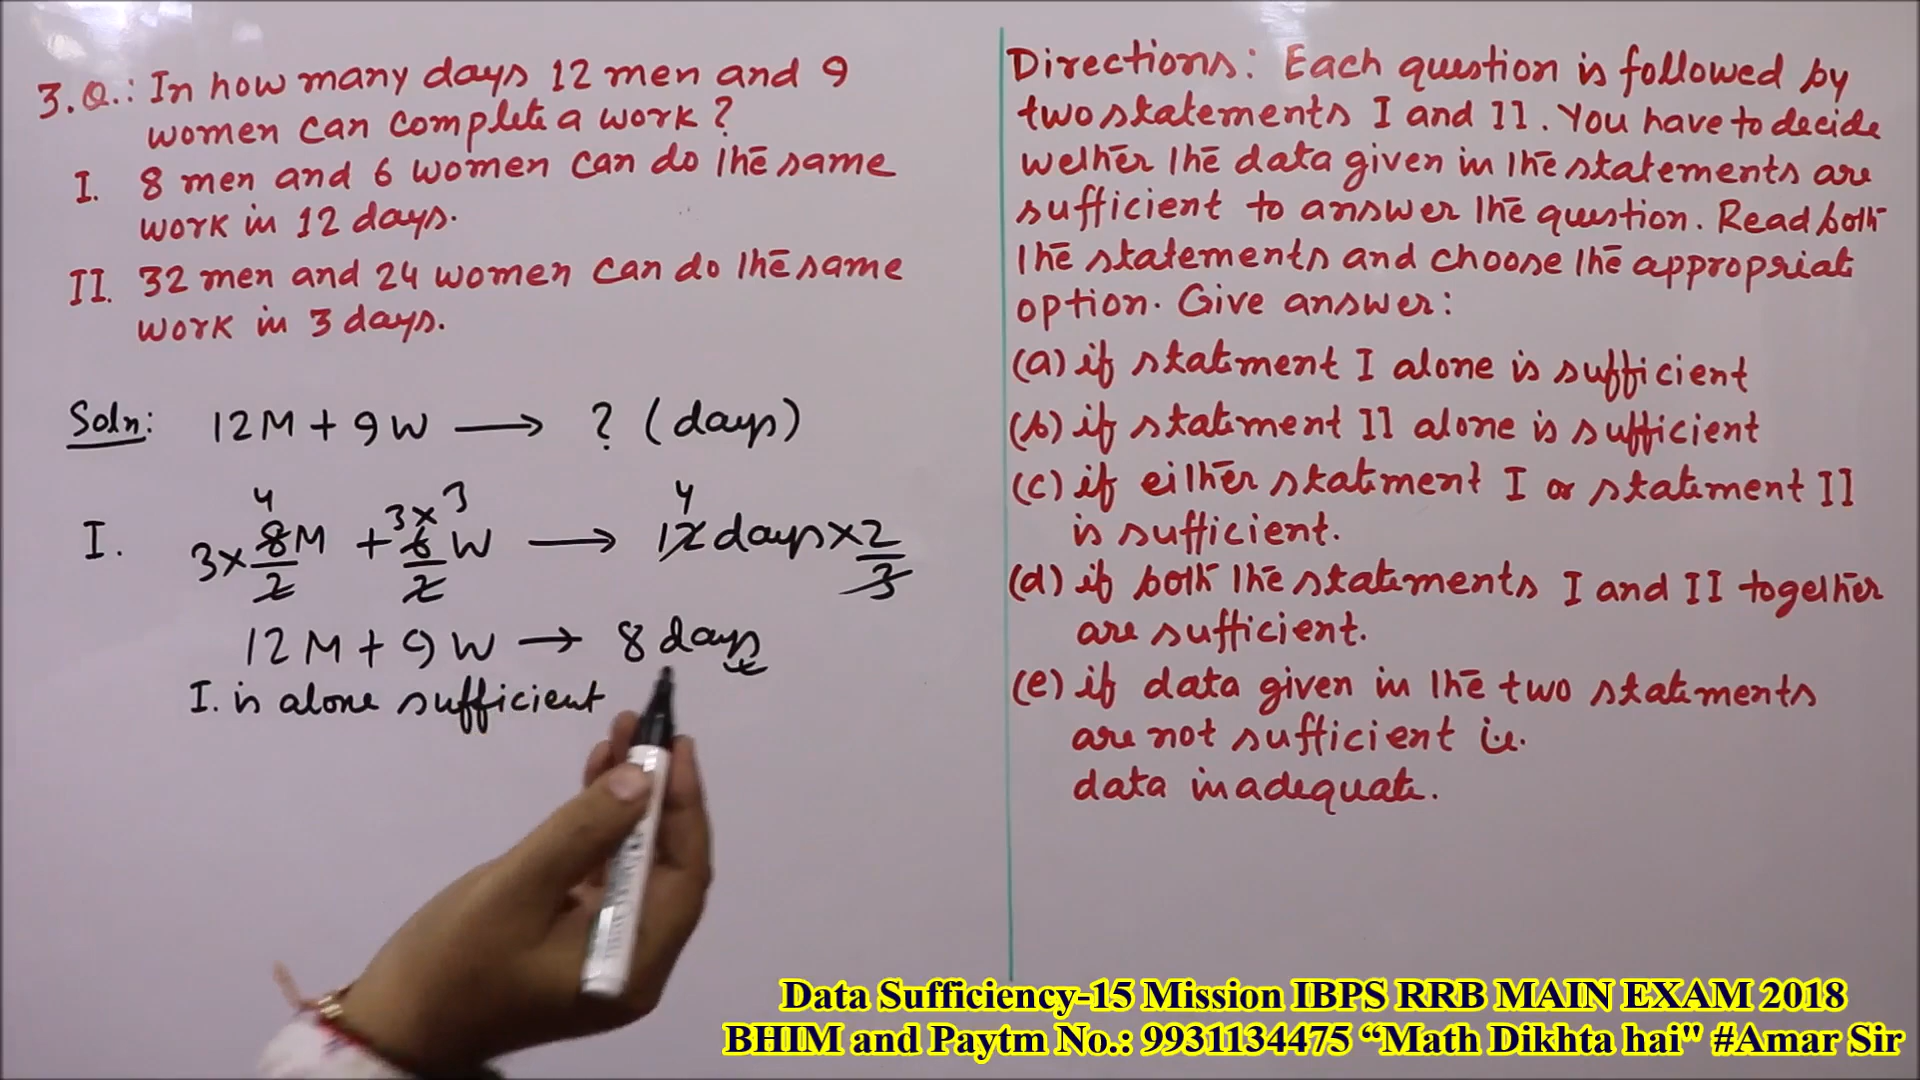 3.Q.: In how many days 12 men and 9
women can complete a work ?
I. 8 men and 6 women can do the same
work in 12 days.
II. 32 men and 24 women can do the same
work in 3 days.
Soln: 12M + 9W → ? (days)
4 3 4
I. 3×8M/2 + 3×6W/2 → 12 days×2/3
12M + 9W → 8 days
I. is alone sufficient
Directions: Each question is followed by
two statements I and II. You have to decide
wether the data given in the statements are
sufficient to answer the question. Read both
the statements and choose the appropriate
option. Give answer:
(a) if statement I alone is sufficient
(b) if statement II alone is sufficient
(c) if either statement I or statement II
is sufficient.
(d) if both the statements I and II together
are sufficient.
(e) if data given in the two statements
are not sufficient i.e.
data inadequate.
Data Sufficiency-15 Mission IBPS RRB MAIN EXAM 2018
BHIM and Paytm No.: 9931134475 “Math Dikhta hai" #Amar Sir